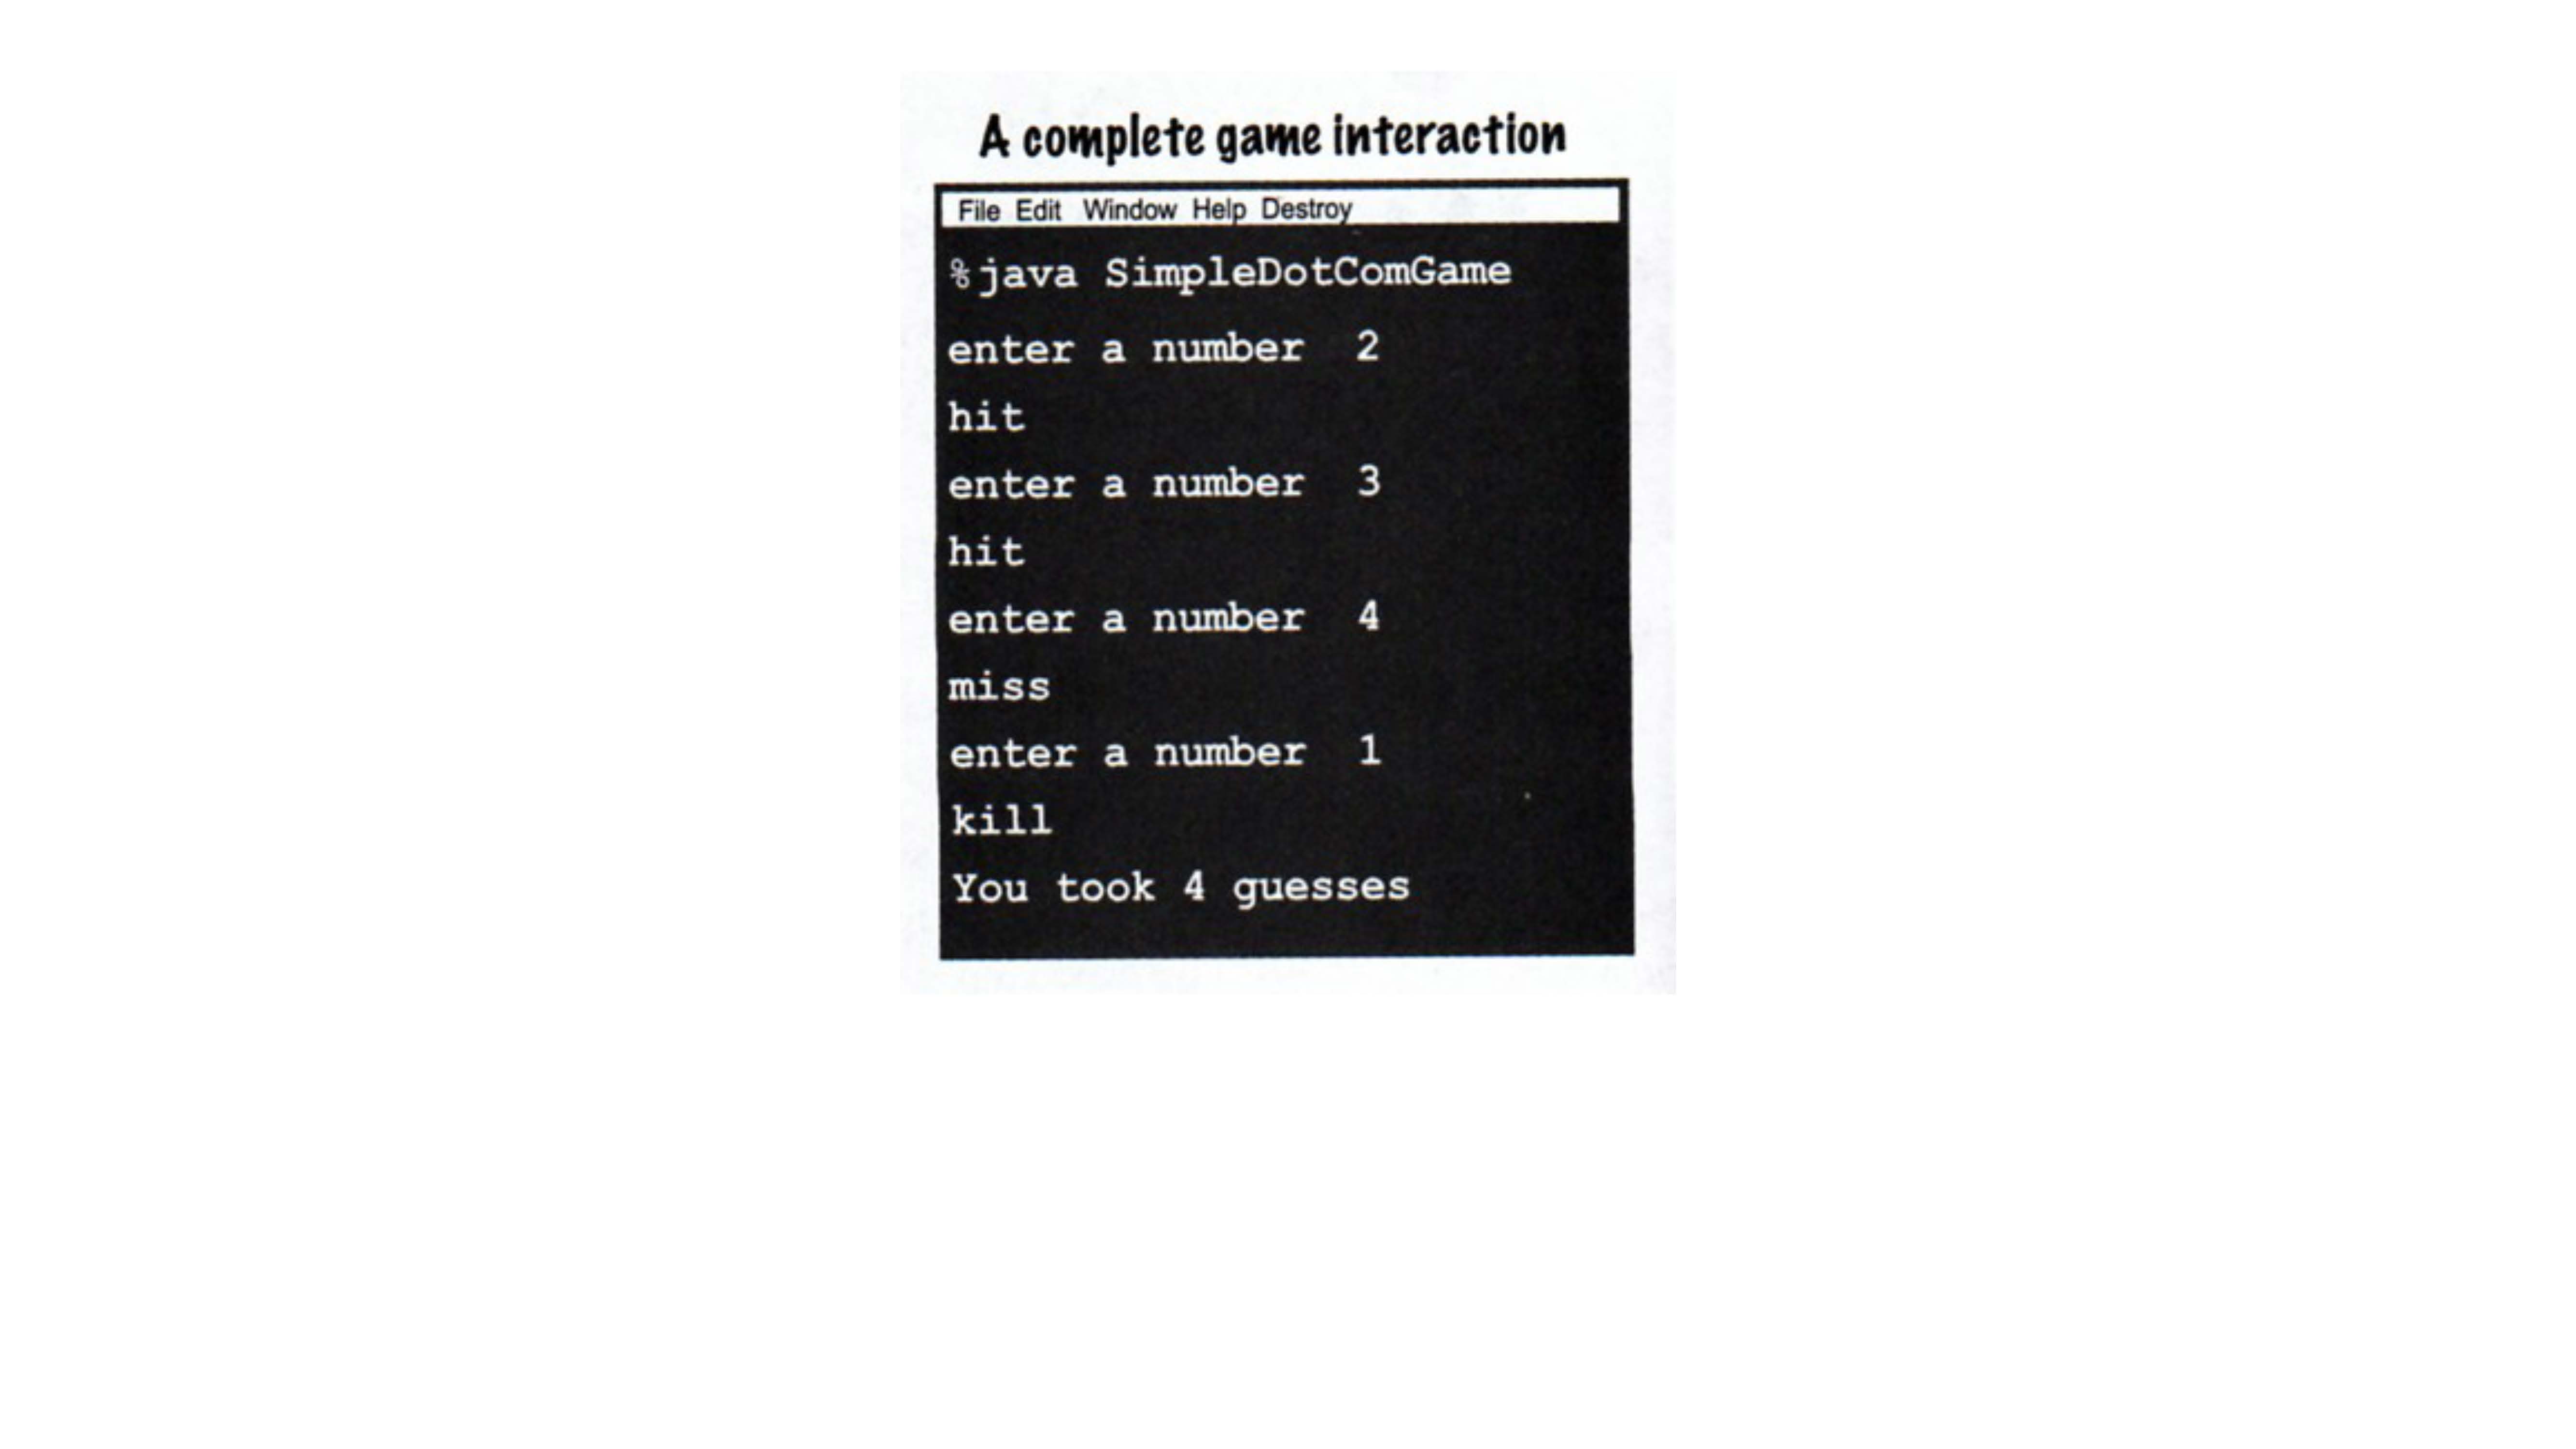 A complete game interaction
File Edit Window Help Destroy
%java SimpleDotComGame
enter a number 2
hit
enter a number 3
hit
enter a number 4
miss
enter a number 1
kill
You took 4 guesses